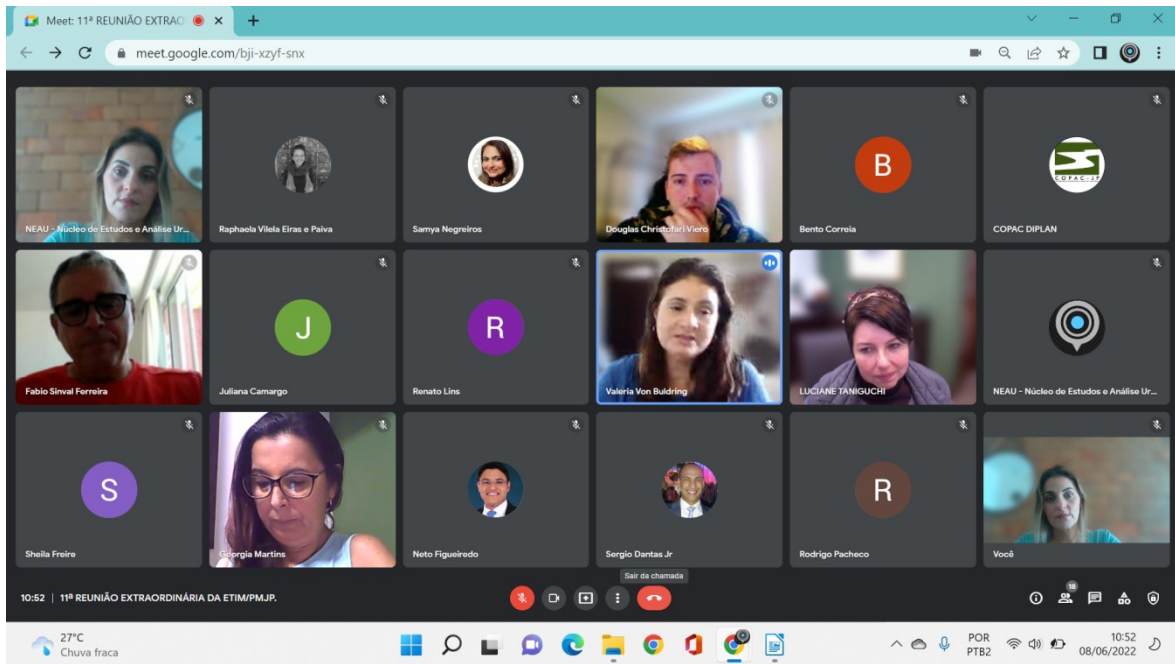 Meet: 11ª REUNIÃO EXTRAO
meet.google.com/bji-xzyf-snx
NEAU - Núcleo de Estudos e Análise Ur...
Raphaela Vilela Eiras e Paiva
Samya Negreiros
Douglas Christofari Viero
B
Bento Correia
COPAC-JP
COPAC DIPLAN
Fabio Sinval Ferreira
J
Juliana Camargo
R
Renato Lins
Valeria Von Buldring
LUCIANE TANIGUCHI
NEAU - Núcleo de Estudos e Análise Ur...
S
Sheila Freire
Georgia Martins
Neto Figueiredo
Sergio Dantas Jr
R
Rodrigo Pacheco
Você
Sair da chamada
10:52 | 11ª REUNIÃO EXTRAORDINÁRIA DA ETIM/PMJP.
18
27°C
Chuva fraca
POR
PTB2
10:52
08/06/2022